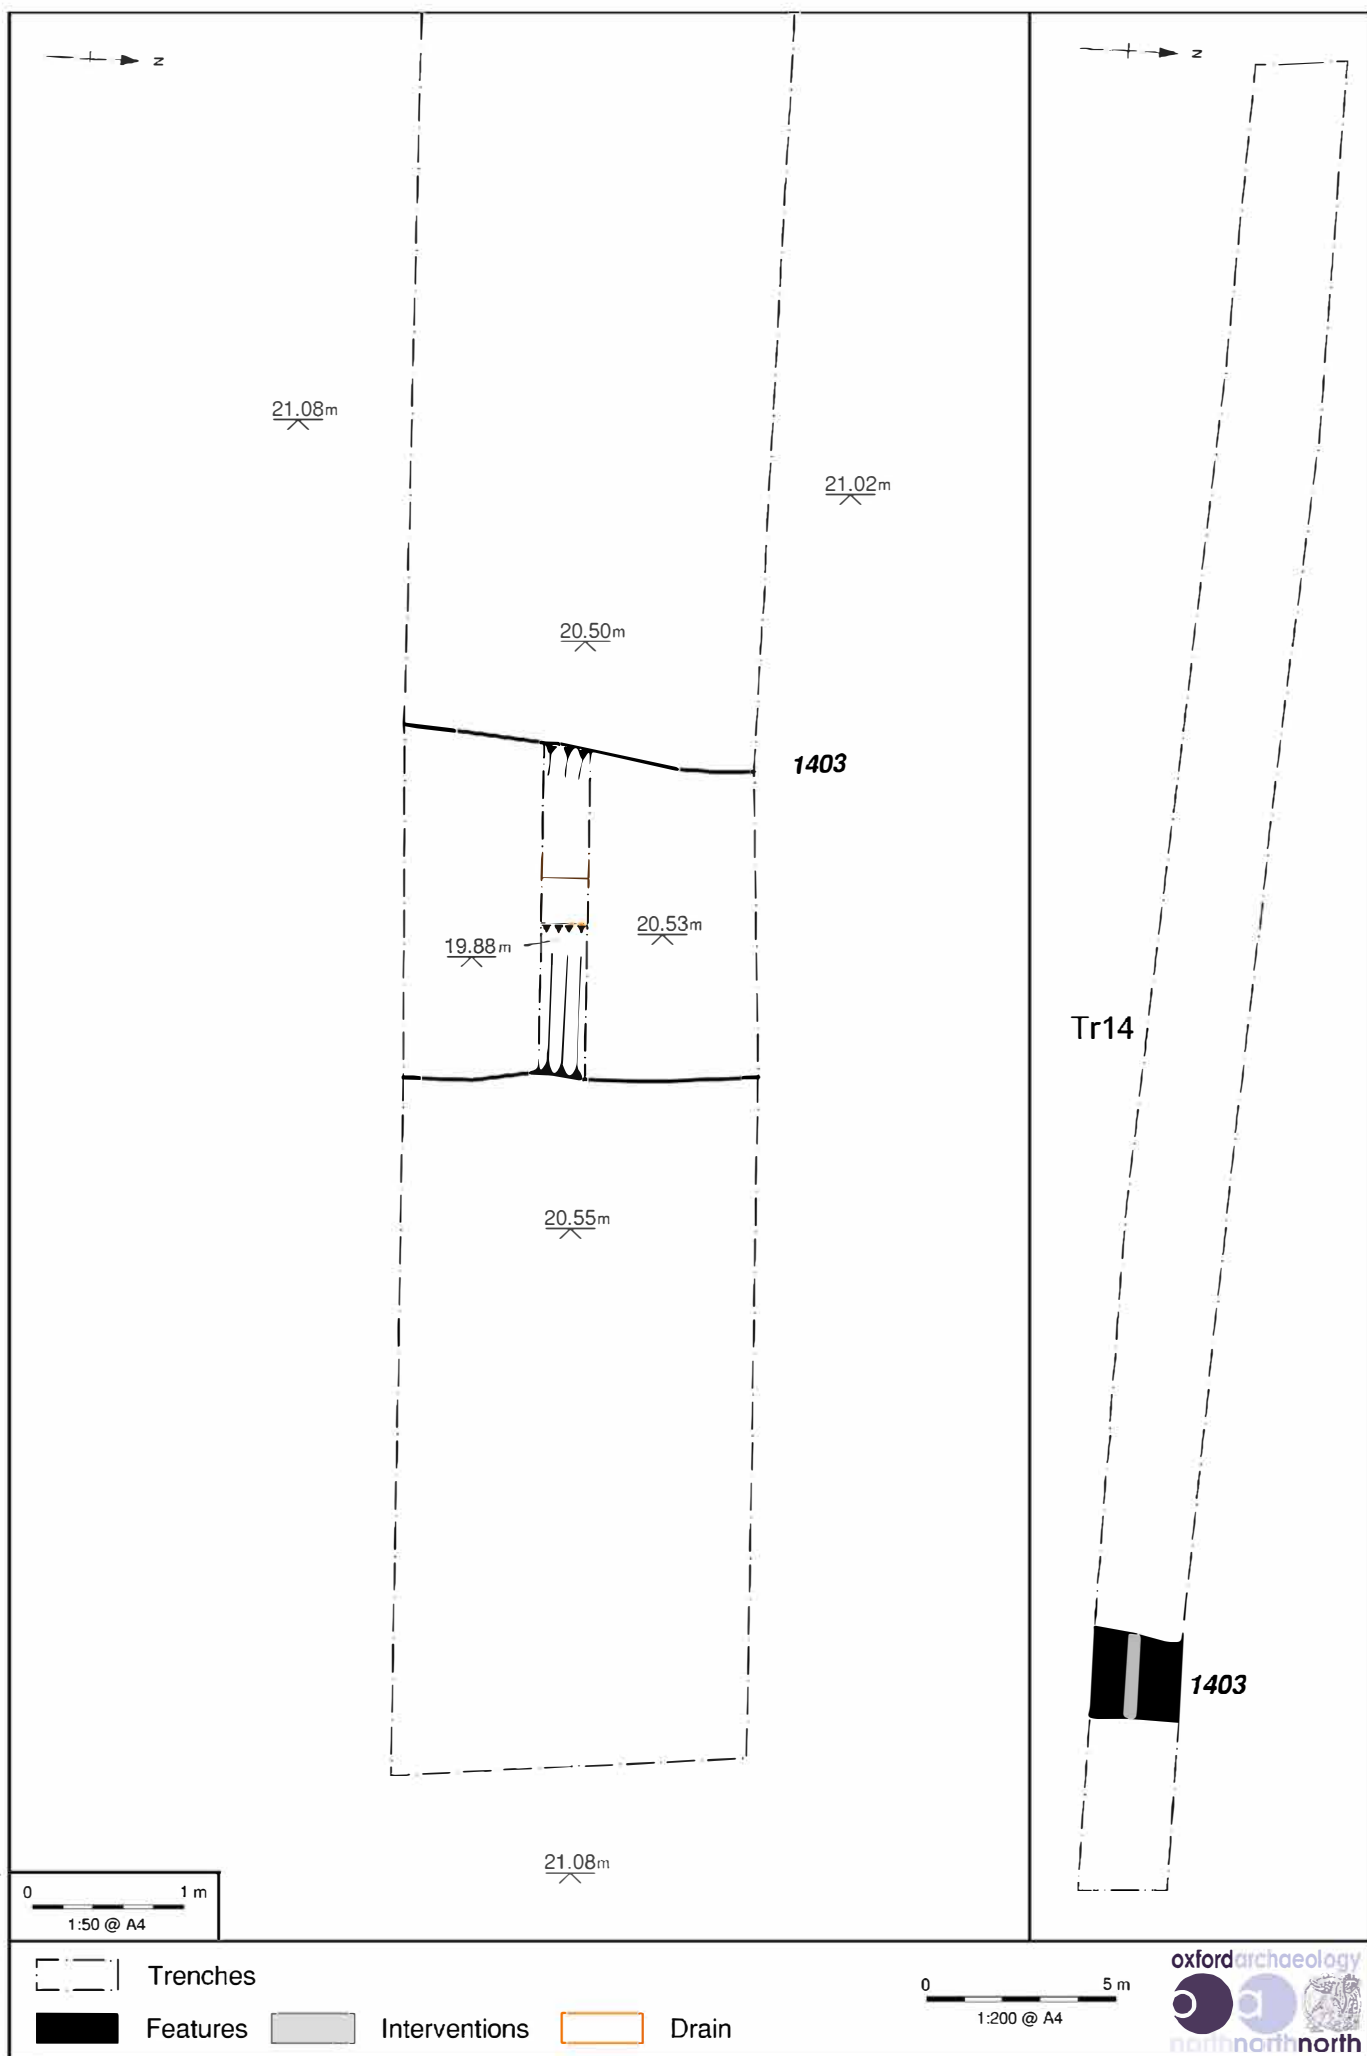 N
N
21.08m
21.02m
20.50m
1403
20.53m
19.88m
Tr14
20.55m
1403
21.08m
0 1 m
1:50 @ A4
Trenches
Features Interventions Drain
0 5 m
1:200 @ A4
oxfordarchaeology
northnorthnorth